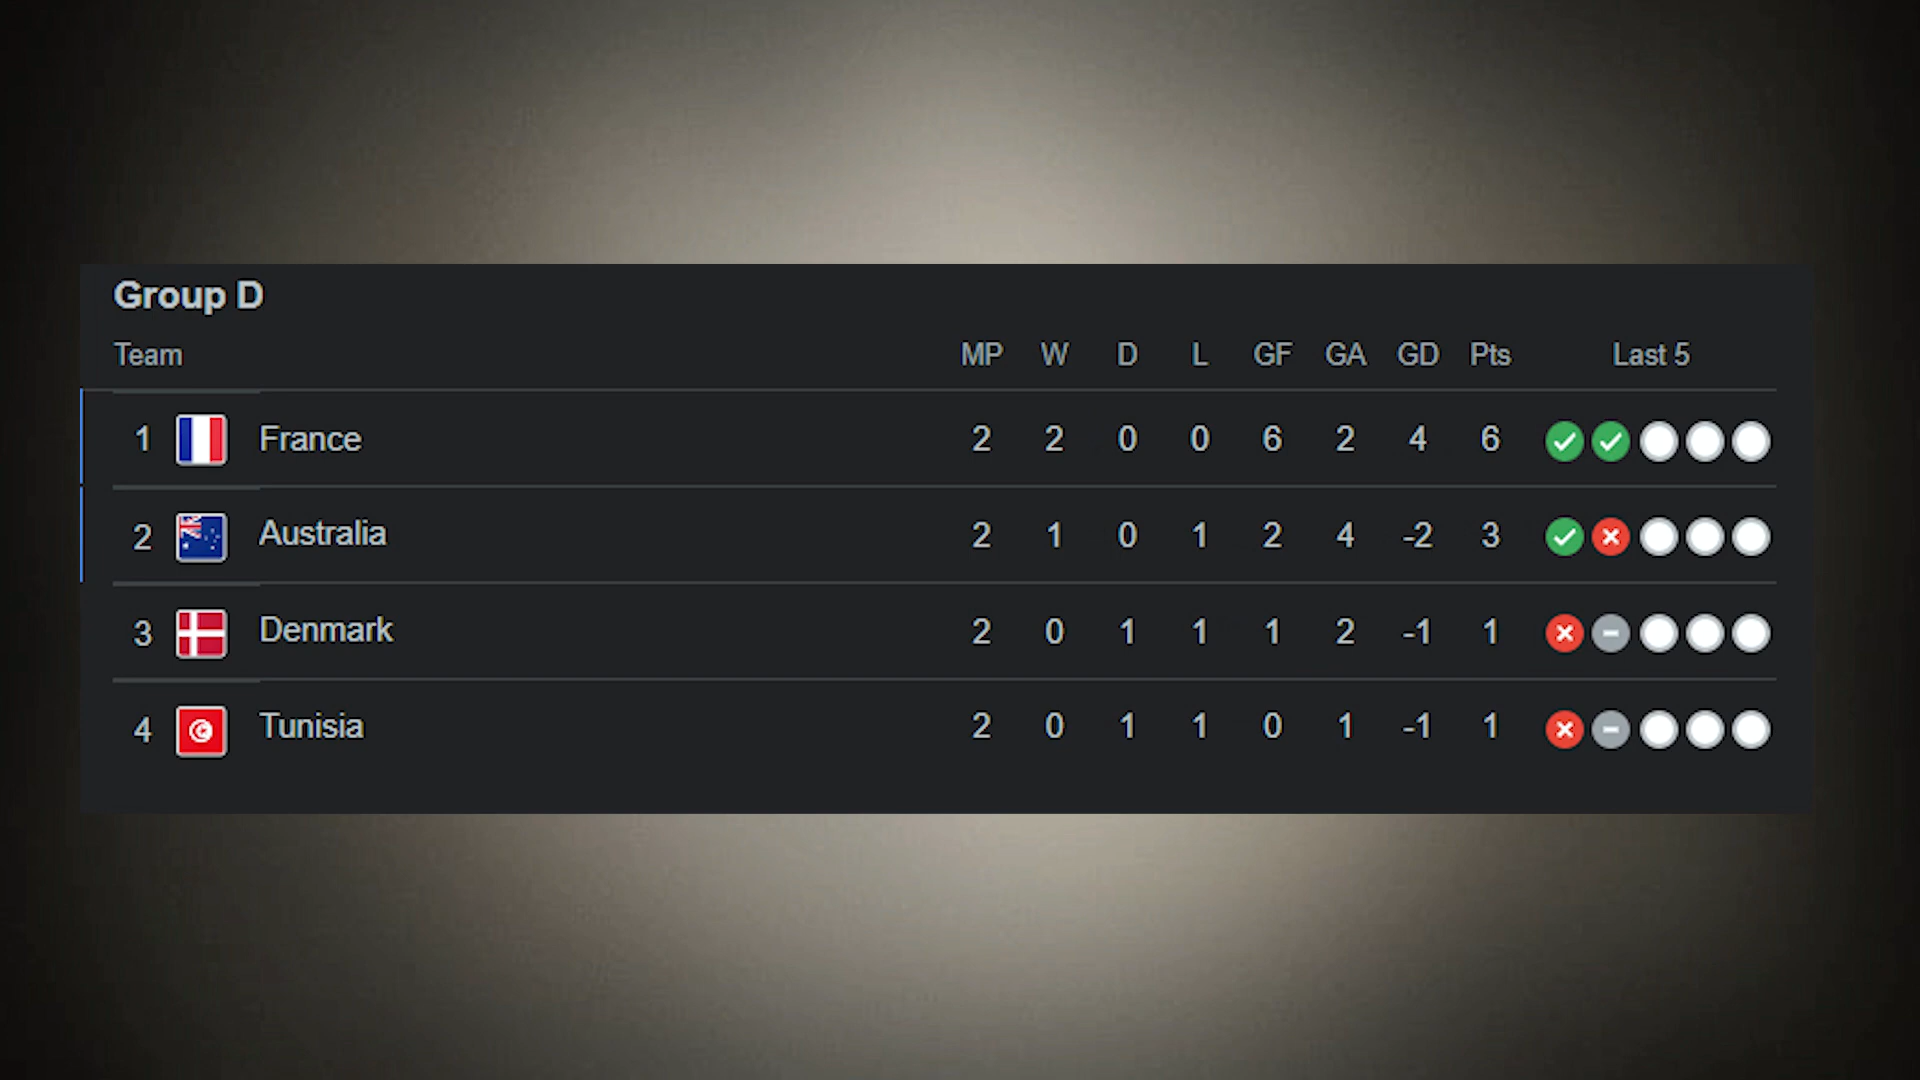 Group D
Team MP W D L GF GA GD Pts Last 5
1 France 2 2 0 0 6 2 4 6
2 Australia 2 1 0 1 2 4 -2 3
3 Denmark 2 0 1 1 1 2 -1 1
4 Tunisia 2 0 1 1 0 1 -1 1